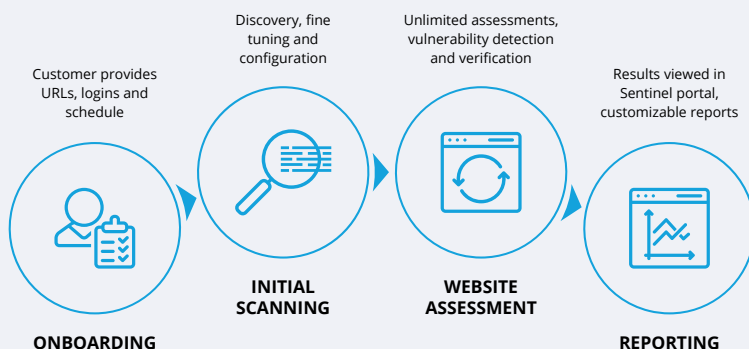 Customer provides
URLs, logins and
schedule
ONBOARDING
Discovery, fine
tuning and
configuration
INITIAL
SCANNING
Unlimited assessments,
vulnerability detection
and verification
WEBSITE
ASSESSMENT
Results viewed in
Sentinel portal,
customizable reports
REPORTING